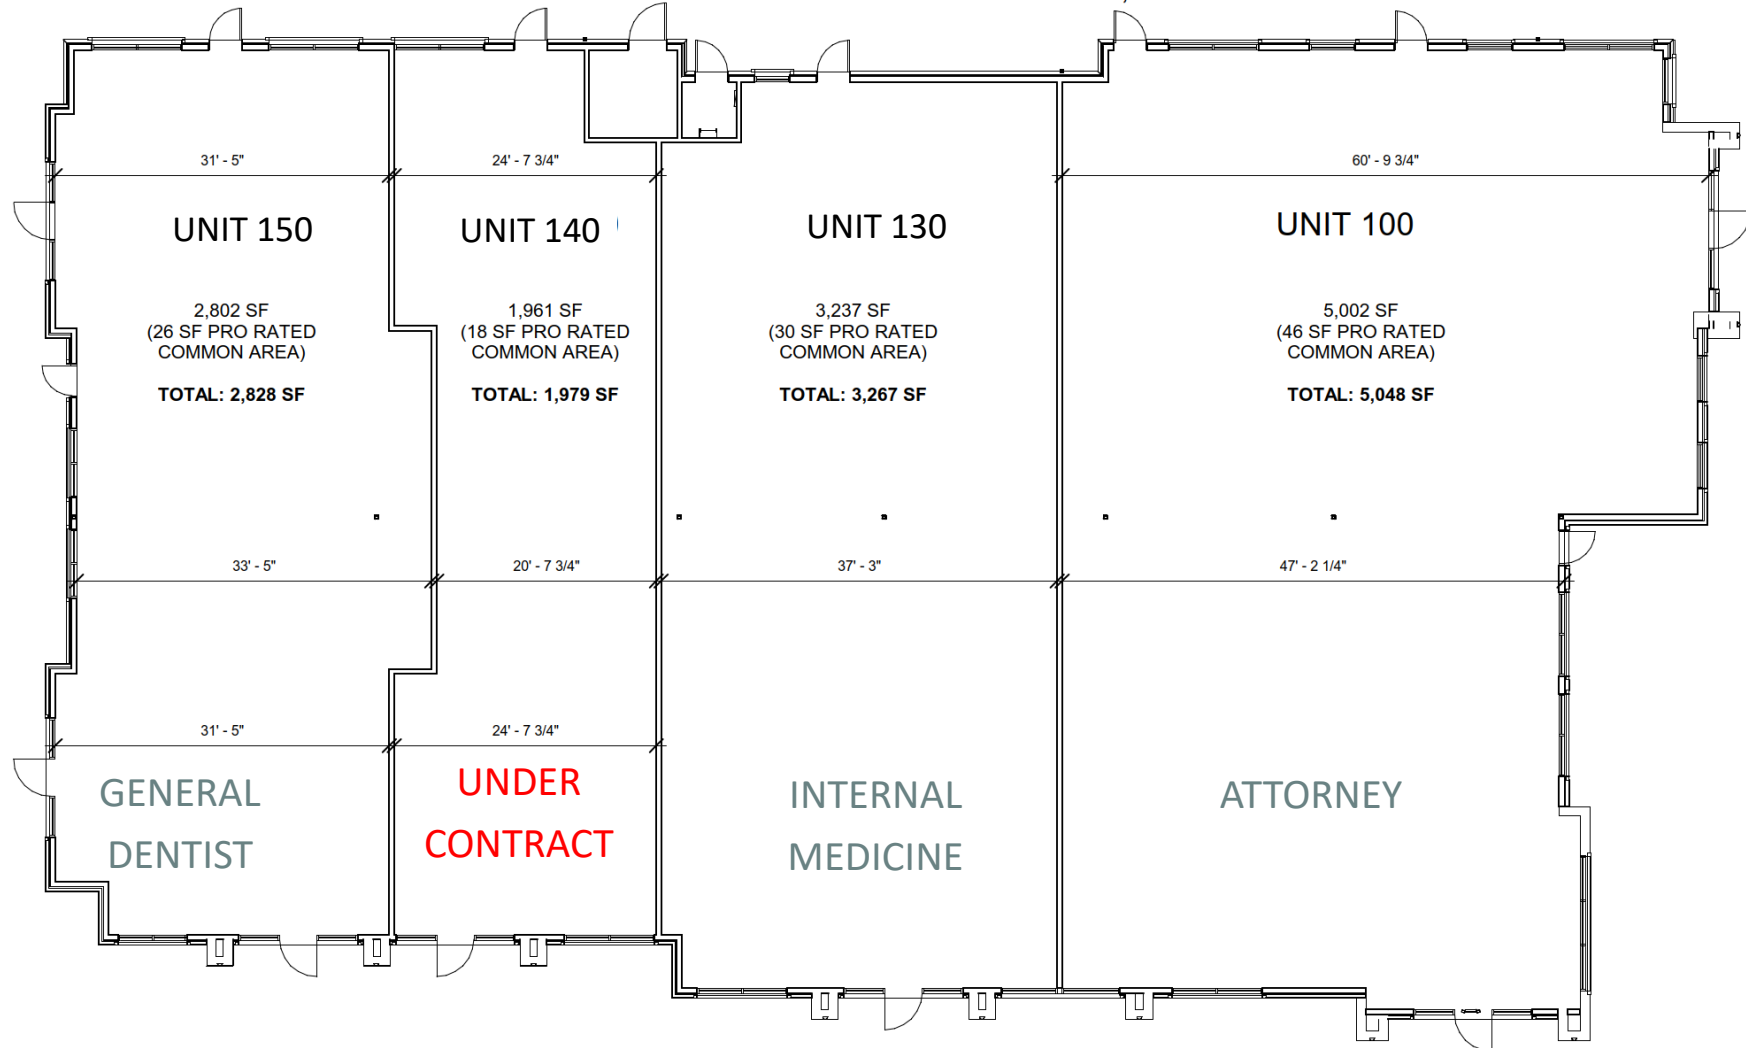 31' - 5"
24' - 7 3/4"
60' - 9 3/4"
UNIT 150
UNIT 140
UNIT 130
UNIT 100
2,802 SF
(26 SF PRO RATED
COMMON AREA)
TOTAL: 2,828 SF
1,961 SF
(18 SF PRO RATED
COMMON AREA)
TOTAL: 1,979 SF
3,237 SF
(30 SF PRO RATED
COMMON AREA)
TOTAL: 3,267 SF
5,002 SF
(46 SF PRO RATED
COMMON AREA)
TOTAL: 5,048 SF
33' - 5"
20' - 7 3/4"
37' - 3"
47' - 2 1/4"
31' - 5"
24' - 7 3/4"
GENERAL
DENTIST
UNDER
CONTRACT
INTERNAL
MEDICINE
ATTORNEY